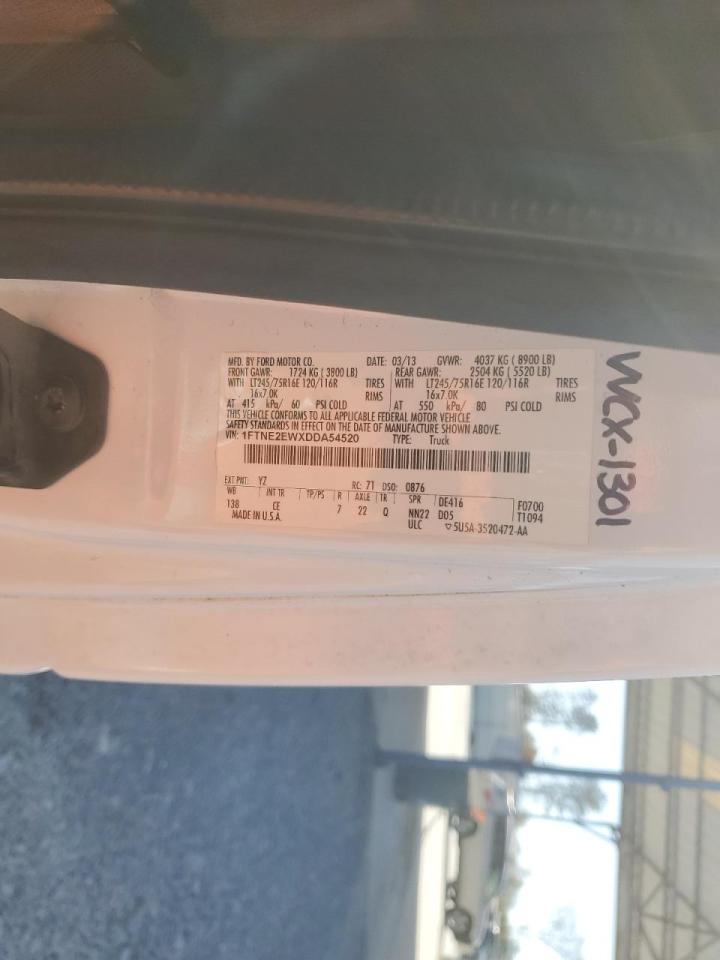 MFD. BY FORD MOTOR CO. DATE: 03/13 GVWR: 4037 KG ( 8900 LB)
FRONT GAWR: 1724 KG ( 3800 LB) REAR GAWR: 2504 KG ( 5520 LB)
WITH LT245/75R16E 120/116R TIRES WITH LT245/75R16E 120/116R TIRES
16x7.0K RIMS 16x7.0K RIMS
AT 415 kPa/ 60 PSI COLD AT 550 kPa/ 80 PSI COLD
THIS VEHICLE CONFORMS TO ALL APPLICABLE FEDERAL MOTOR VEHICLE
SAFETY STANDARDS IN EFFECT ON THE DATE OF MANUFACTURE SHOWN ABOVE.
VIN: 1FTNE2EWXDDA54520 TYPE: Truck
EXT PNT: YZ RC: 71 DSO: 0876
WB INT TR TP/PS R AXLE TR SPR DE416 F0700
138 CE 7 22 Q NN22 D05 T1094
MADE IN U.S.A. ULC 5U5A-3520472-AA
WCX-1301